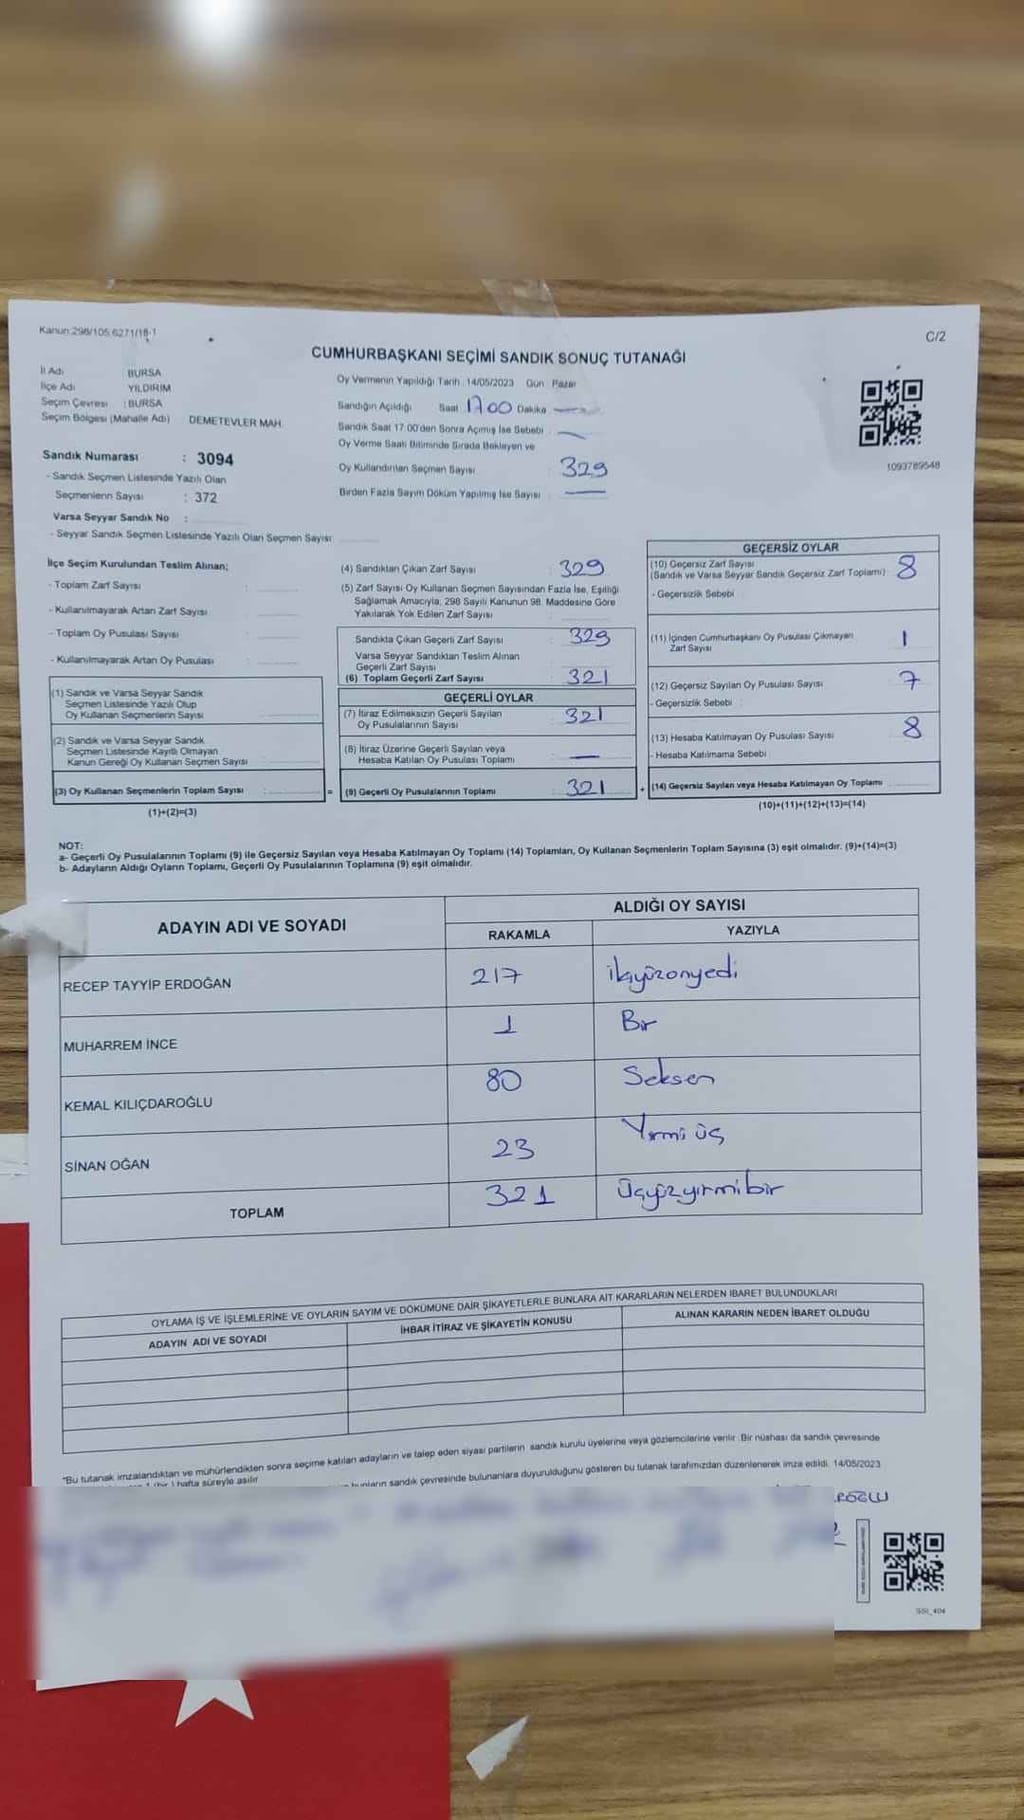 Kanun:298/105,6271/18-1
C/2
CUMHURBAŞKANI SEÇİMİ SANDIK SONUÇ TUTANAĞI
İl Adı BURSA
İlçe Adı YILDIRIM
Seçim Çevresi : BURSA
Seçim Bölgesi (Mahalle Adı) DEMETEVLER MAH.
Sandık Numarası : 3094
- Sandık Seçmen Listesinde Yazılı Olan
Seçmenlerin Sayısı : 372
Varsa Seyyar Sandık No :
- Seyyar Sandık Seçmen Listesinde Yazılı Olan Seçmen Sayısı
Oy Vermenin Yapıldığı Tarih : 14/05/2023 Gün : Pazar
Sandığın Açıldığı Saat 1700 Dakika
Sandık Saat 17.00'den Sonra Açımış İse Sebebi
Oy Verme Saati Bitiminde Sırada Bekleyen ve
Oy Kullandırılan Seçmen Sayısı 329
Birden Fazla Sayım Döküm Yapılmış İse Sayısı
1093789548
İlçe Seçim Kurulundan Teslim Alınan;
- Toplam Zarf Sayısı :
- Kullanılmayarak Artan Zarf Sayısı
- Toplam Oy Pusulası Sayısı
- Kullanılmayarak Artan Oy Pusulası :
(1) Sandık ve Varsa Seyyar Sandık
Seçmen Listesinde Yazılı Olup
Oy Kullanan Seçmenlerin Sayısı
(2) Sandık ve Varsa Seyyar Sandık
Seçmen Listesinde Kayıtlı Olmayan
Kanun Gereği Oy Kullanan Seçmen Sayısı
(3) Oy Kullanan Seçmenlerin Toplam Sayısı :
(1)+(2)=(3)
=
(4) Sandıktan Çıkan Zarf Sayısı : 329
(5) Zarf Sayısı Oy Kullanan Seçmen Sayısından Fazla İse, Eşitliği
Sağlamak Amacıyla, 298 Sayılı Kanunun 98. Maddesine Göre
Yakılarak Yok Edilen Zarf Sayısı
Sandıkta Çıkan Geçerli Zarf Sayısı 329
Varsa Seyyar Sandıktan Teslim Alınan
Geçerli Zarf Sayısı
(6) Toplam Geçerli Zarf Sayısı 321
GEÇERLİ OYLAR
(7) İtiraz Edilmeksizin Geçerli Sayılan 321
Oy Pusulalarının Sayısı
(8) İtiraz Üzerine Geçerli Sayılan veya
Hesaba Katılan Oy Pusulası Toplamı
(9) Geçerli Oy Pusulalarının Toplamı 321
+
GEÇERSİZ OYLAR
(10) Geçersiz Zarf Sayısı 8
(Sandık ve Varsa Seyyar Sandık Geçersiz Zarf Toplamı)
- Geçersizlik Sebebi
(11) İçinden Cumhurbaşkanı Oy Pusulası Çıkmayan 1
Zarf Sayısı
(12) Geçersiz Sayılan Oy Pusulası Sayısı 7
- Geçersizlik Sebebi :
(13) Hesaba Katılmayan Oy Pusulası Sayısı 8
- Hesaba Katılmama Sebebi
(14) Geçersiz Sayılan veya Hesaba Katılmayan Oy Toplamı
(10)+(11)+(12)+(13)=(14)
NOT:
a- Geçerli Oy Pusulalarının Toplamı (9) ile Geçersiz Sayılan veya Hesaba Katılmayan Oy Toplamı (14) Toplamları, Oy Kullanan Seçmenlerin Toplam Sayısına (3) eşit olmalıdır. (9)+(14)=(3)
b- Adayların Aldığı Oyların Toplamı, Geçerli Oy Pusulalarının Toplamına (9) eşit olmalıdır.
ADAYIN ADI VE SOYADI
ALDIĞI OY SAYISI
RAKAMLA YAZIYLA
RECEP TAYYİP ERDOĞAN 217 ikiyüzonyedi
MUHARREM İNCE 1 Bir
KEMAL KILIÇDAROĞLU 80 Seksen
SİNAN OĞAN 23 Yirmi üç
TOPLAM 321 Üçyüzyirmibir
OYLAMA İŞ VE İŞLEMLERİNE VE OYLARIN SAYIM VE DÖKÜMÜNE DAİR ŞİKAYETLERLE BUNLARA AİT KARARLARIN NELERDEN İBARET BULUNDUKLARI
ADAYIN ADI VE SOYADI İHBAR İTİRAZ VE ŞİKAYETİN KONUSU ALINAN KARARIN NEDEN İBARET OLDUĞU
"Bu tutanak imzalandıktan ve mühürlendikten sonra seçime katılan adayların ve talep eden siyasi partilerin sandık kurulu üyelerine veya gözlemcilerine verilir. Bir nüshası da sandık çevresinde
1 (bir) hafta süreyle asılır
bunların sandık çevresinde bulunanlara duyurulduğunu gösteren bu tutanak tarafımızdan düzenlenerek imza edildi. 14/05/2023
ROĞLU
SSI_404